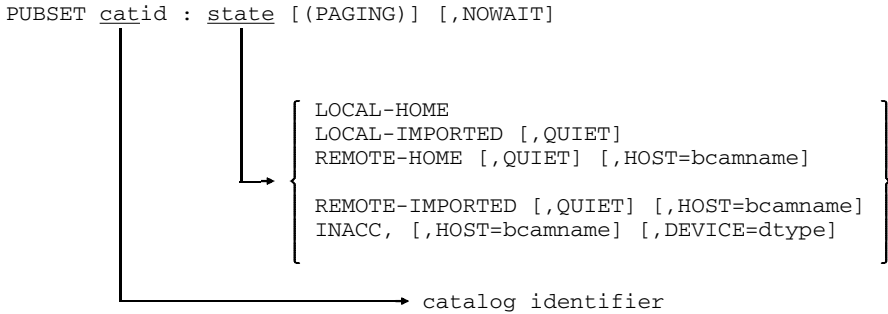 PUBSET catid : state [(PAGING)] [,NOWAIT]
LOCAL-HOME
LOCAL-IMPORTED [,QUIET]
REMOTE-HOME [,QUIET] [,HOST=bcamname]
REMOTE-IMPORTED [,QUIET] [,HOST=bcamname]
INACC, [,HOST=bcamname] [,DEVICE=dtype]
catalog identifier